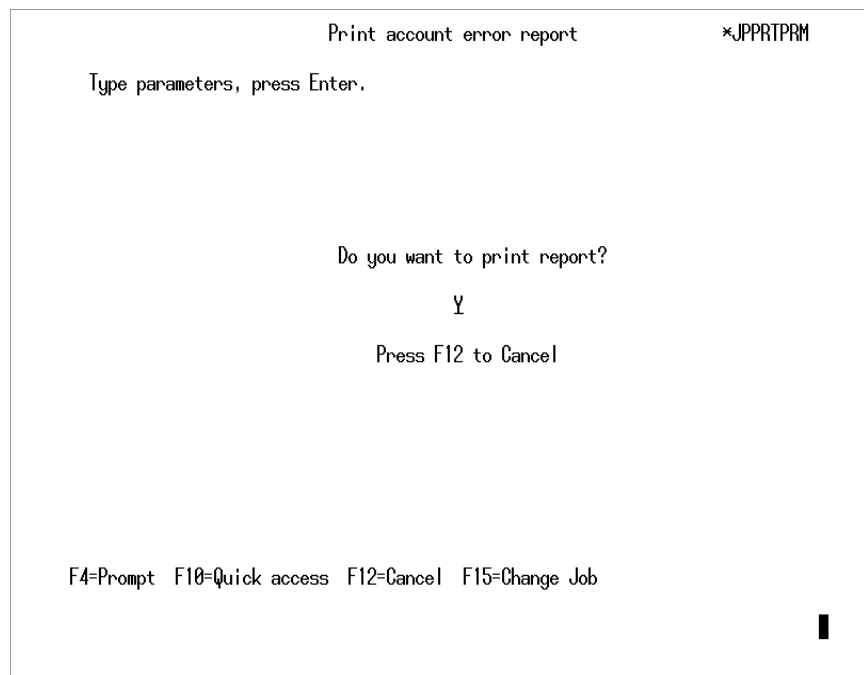 Print account error report *JPPRTPRM
Type parameters, press Enter.
Do you want to print report?
Y
Press F12 to Cancel
F4=Prompt F10=Quick access F12=Cancel F15=Change Job